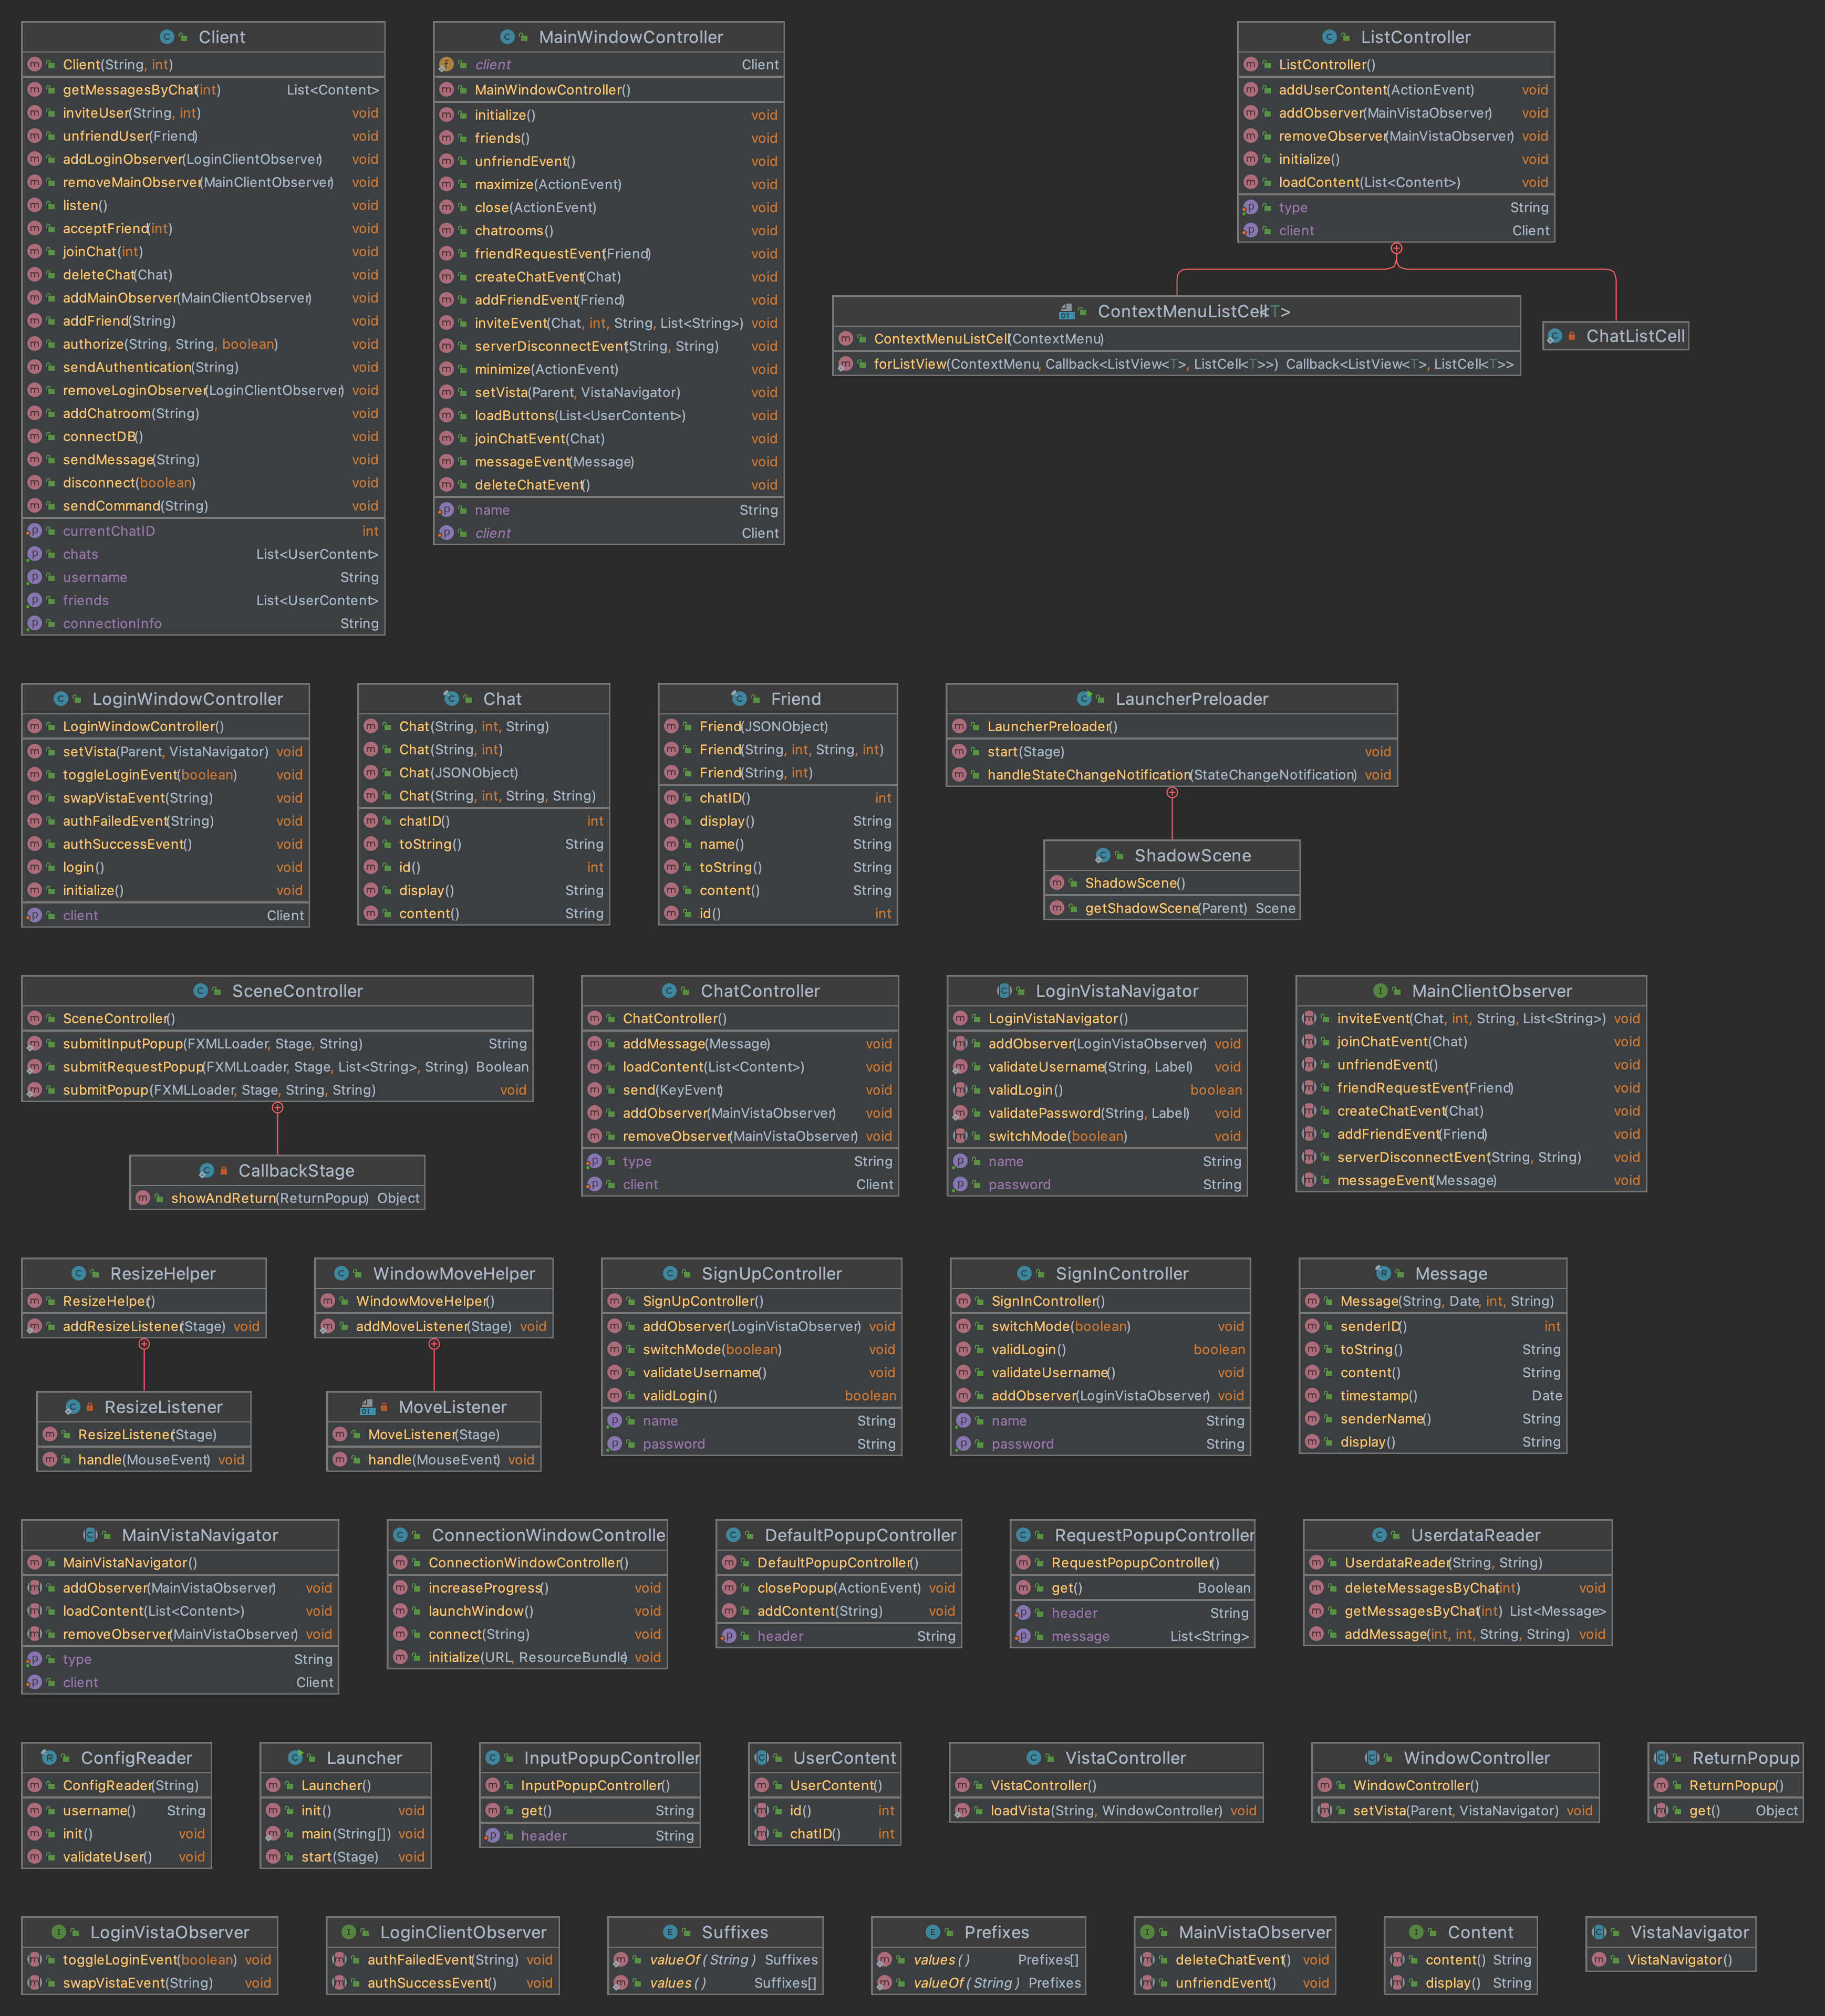 Client
Client(String, int)
getMessagesByChat(int) List<Content>
inviteUser(String, int) void
unfriendUser(Friend) void
addLoginObserver(LoginClientObserver) void
removeMainObserver(MainClientObserver) void
listen() void
acceptFriend(int) void
joinChat(int) void
deleteChat(Chat) void
addMainObserver(MainClientObserver) void
addFriend(String) void
authorize(String, String, boolean) void
sendAuthentication(String) void
removeLoginObserver(LoginClientObserver) void
addChatroom(String) void
connectDB() void
sendMessage(String) void
disconnect(boolean) void
sendCommand(String) void
currentChatID int
chats List<UserContent>
username String
friends List<UserContent>
connectionInfo String
MainWindowController
client Client
MainWindowController()
initialize() void
friends() void
unfriendEvent() void
maximize(ActionEvent) void
close(ActionEvent) void
chatrooms() void
friendRequestEvent(Friend) void
createChatEvent(Chat) void
addFriendEvent(Friend) void
inviteEvent(Chat, int, String, List<String>) void
serverDisconnectEvent(String, String) void
minimize(ActionEvent) void
setVista(Parent, VistaNavigator) void
loadButtons(List<UserContent>) void
joinChatEvent(Chat) void
messageEvent(Message) void
deleteChatEvent() void
name String
client Client
ListController
ListController()
addUserContent(ActionEvent) void
addObserver(MainVistaObserver) void
removeObserver(MainVistaObserver) void
initialize() void
loadContent(List<Content>) void
type String
client Client
ContextMenuListCell<T>
ContextMenuListCell(ContextMenu)
forListView(ContextMenu, Callback<ListView<T>, ListCell<T>>) Callback<ListView<T>, ListCell<T>>
ChatListCell
LoginWindowController
LoginWindowController()
setVista(Parent, VistaNavigator) void
toggleLoginEvent(boolean) void
swapVistaEvent(String) void
authFailedEvent(String) void
authSuccessEvent() void
login() void
initialize() void
client Client
Chat
Chat(String, int, String)
Chat(String, int)
Chat(JSONObject)
Chat(String, int, String, String)
chatID() int
toString() String
id() int
display() String
content() String
Friend
Friend(JSONObject)
Friend(String, int, String, int)
Friend(String, int)
chatID() int
display() String
name() String
toString() String
content() String
id() int
LauncherPreloader
LauncherPreloader()
start(Stage) void
handleStateChangeNotification(StateChangeNotification) void
ShadowScene
ShadowScene()
getShadowScene(Parent) Scene
SceneController
SceneController()
submitInputPopup(FXMLLoader, Stage, String) String
submitRequestPopup(FXMLLoader, Stage, List<String>, String) Boolean
submitPopup(FXMLLoader, Stage, String, String) void
CallbackStage
showAndReturn(ReturnPopup) Object
ChatController
ChatController()
addMessage(Message) void
loadContent(List<Content>) void
send(KeyEvent) void
addObserver(MainVistaObserver) void
removeObserver(MainVistaObserver) void
type String
client Client
LoginVistaNavigator
LoginVistaNavigator()
addObserver(LoginVistaObserver) void
validateUsername(String, Label) void
validLogin() boolean
validatePassword(String, Label) void
switchMode(boolean) void
name String
password String
MainClientObserver
inviteEvent(Chat, int, String, List<String>) void
joinChatEvent(Chat) void
unfriendEvent() void
friendRequestEvent(Friend) void
createChatEvent(Chat) void
addFriendEvent(Friend) void
serverDisconnectEvent(String, String) void
messageEvent(Message) void
ResizeHelper
ResizeHelper()
addResizeListener(Stage) void
ResizeListener
ResizeListener(Stage)
handle(MouseEvent) void
WindowMoveHelper
WindowMoveHelper()
addMoveListener(Stage) void
MoveListener
MoveListener(Stage)
handle(MouseEvent) void
SignUpController
SignUpController()
addObserver(LoginVistaObserver) void
switchMode(boolean) void
validateUsername() void
validLogin() boolean
name String
password String
SignInController
SignInController()
switchMode(boolean) void
validLogin() boolean
validateUsername() void
addObserver(LoginVistaObserver) void
name String
password String
Message
Message(String, Date, int, String)
senderID() int
toString() String
content() String
timestamp() Date
senderName() String
display() String
MainVistaNavigator
MainVistaNavigator()
addObserver(MainVistaObserver) void
loadContent(List<Content>) void
removeObserver(MainVistaObserver) void
type String
client Client
ConnectionWindowControlle
ConnectionWindowController()
increaseProgress() void
launchWindow() void
connect(String) void
initialize(URL, ResourceBundle) void
DefaultPopupController
DefaultPopupController()
closePopup(ActionEvent) void
addContent(String) void
header String
RequestPopupController
RequestPopupController()
get() Boolean
header String
message List<String>
UserdataReader
UserdataReader(String, String)
deleteMessagesByChat(int) void
getMessagesByChat(int) List<Message>
addMessage(int, int, String, String) void
ConfigReader
ConfigReader(String)
username() String
init() void
validateUser() void
Launcher
Launcher()
init() void
main(String[]) void
start(Stage) void
InputPopupController
InputPopupController()
get() String
header String
UserContent
UserContent()
id() int
chatID() int
VistaController
VistaController()
loadVista(String, WindowController) void
WindowController
WindowController()
setVista(Parent, VistaNavigator) void
ReturnPopup
ReturnPopup()
get() Object
LoginVistaObserver
toggleLoginEvent(boolean) void
swapVistaEvent(String) void
LoginClientObserver
authFailedEvent(String) void
authSuccessEvent() void
Suffixes
valueOf(String) Suffixes
values() Suffixes[]
Prefixes
values() Prefixes[]
valueOf(String) Prefixes
MainVistaObserver
deleteChatEvent() void
unfriendEvent() void
Content
content() String
display() String
VistaNavigator
VistaNavigator()